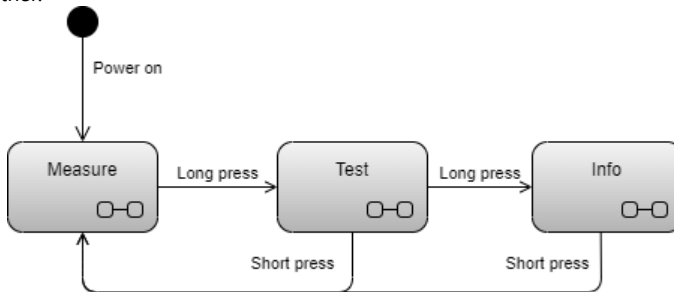 Power on
Measure
Long press
Test
Long press
Info
Short press
Short press